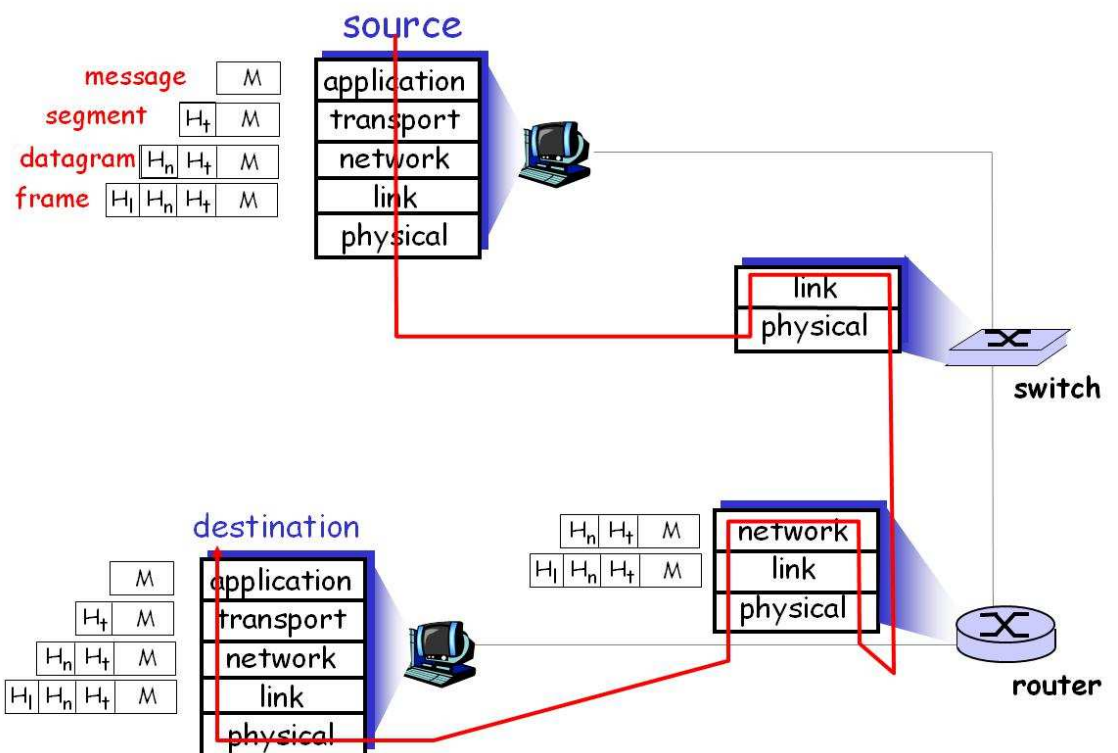 source
message M
segment Ht M
datagram Hn Ht M
frame Hl Hn Ht M
application
transport
network
link
physical
link
physical
switch
destination
M
Ht M
Hn Ht M
Hl Hn Ht M
application
transport
network
link
physical
Hn Ht M
Hl Hn Ht M
network
link
physical
router